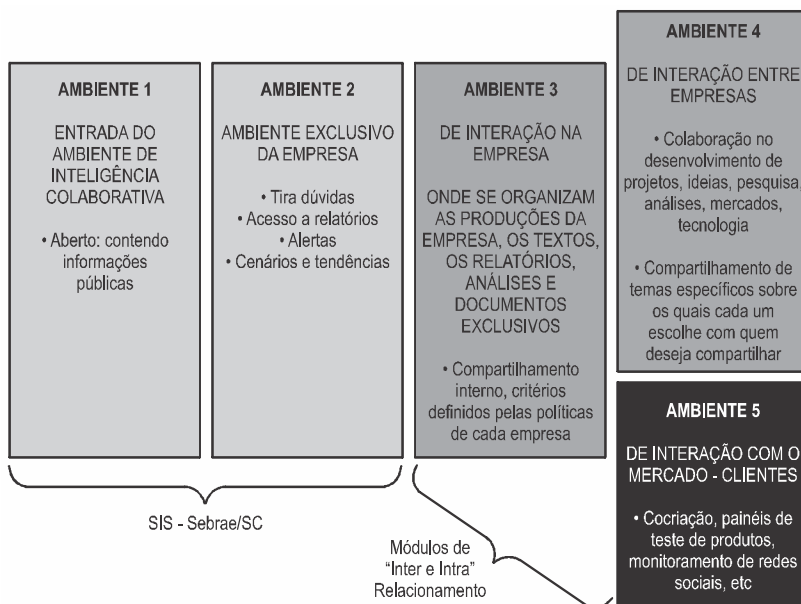 AMBIENTE 1
ENTRADA DO
AMBIENTE DE
INTELIGÊNCIA
COLABORATIVA
• Aberto: contendo
informações
públicas
AMBIENTE 2
AMBIENTE EXCLUSIVO
DA EMPRESA
• Tira dúvidas
• Acesso a relatórios
• Alertas
• Cenários e tendências
AMBIENTE 3
DE INTERAÇÃO NA
EMPRESA
ONDE SE ORGANIZAM
AS PRODUÇÕES DA
EMPRESA, OS TEXTOS,
OS RELATÓRIOS,
ANÁLISES E
DOCUMENTOS
EXCLUSIVOS
• Compartilhamento
interno, critérios
definidos pelas políticas
de cada empresa
AMBIENTE 4
DE INTERAÇÃO ENTRE
EMPRESAS
• Colaboração no
desenvolvimento de
projetos, ideias, pesquisa,
análises, mercados,
tecnologia
• Compartilhamento de
temas específicos sobre
os quais cada um
escolhe com quem
deseja compartilhar
AMBIENTE 5
DE INTERAÇÃO COM O
MERCADO - CLIENTES
• Cocriação, painéis de
teste de produtos,
monitoramento de redes
sociais, etc
SIS - Sebrae/SC
Módulos de
“Inter e Intra”
Relacionamento